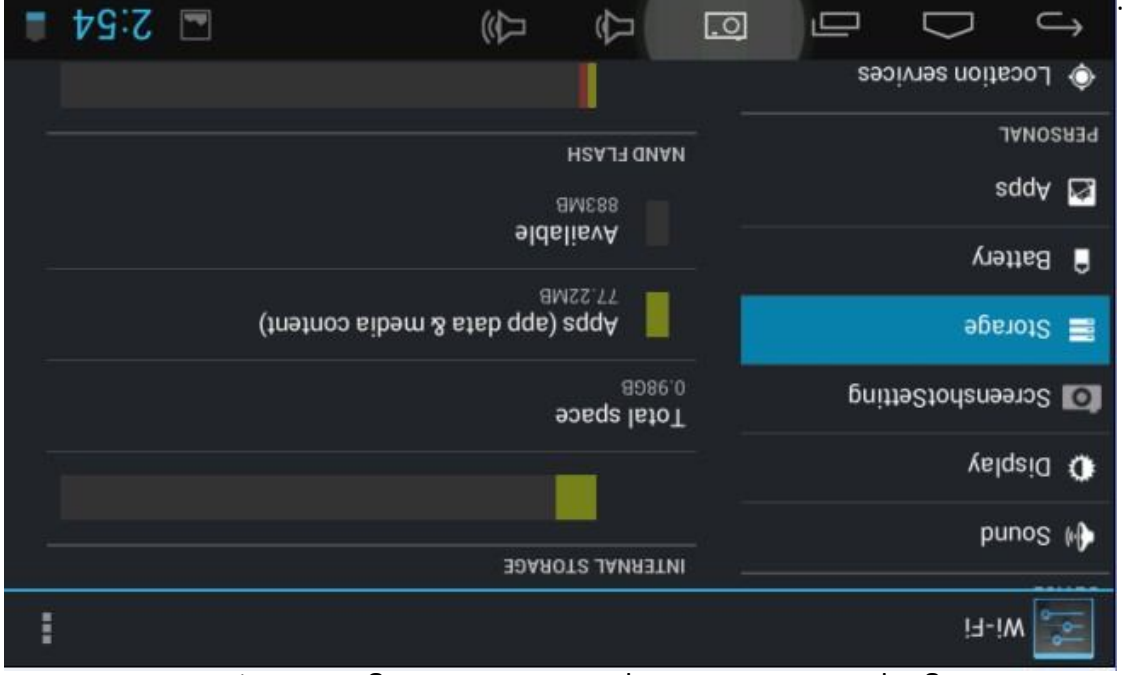 Wi-Fi
Sound
Display
ScreenshotSetting
Storage
Battery
Apps
PERSONAL
Location services
INTERNAL STORAGE
Total space
0.98GB
Apps (app data & media content)
77.22MB
Available
883MB
NAND FLASH
2:54